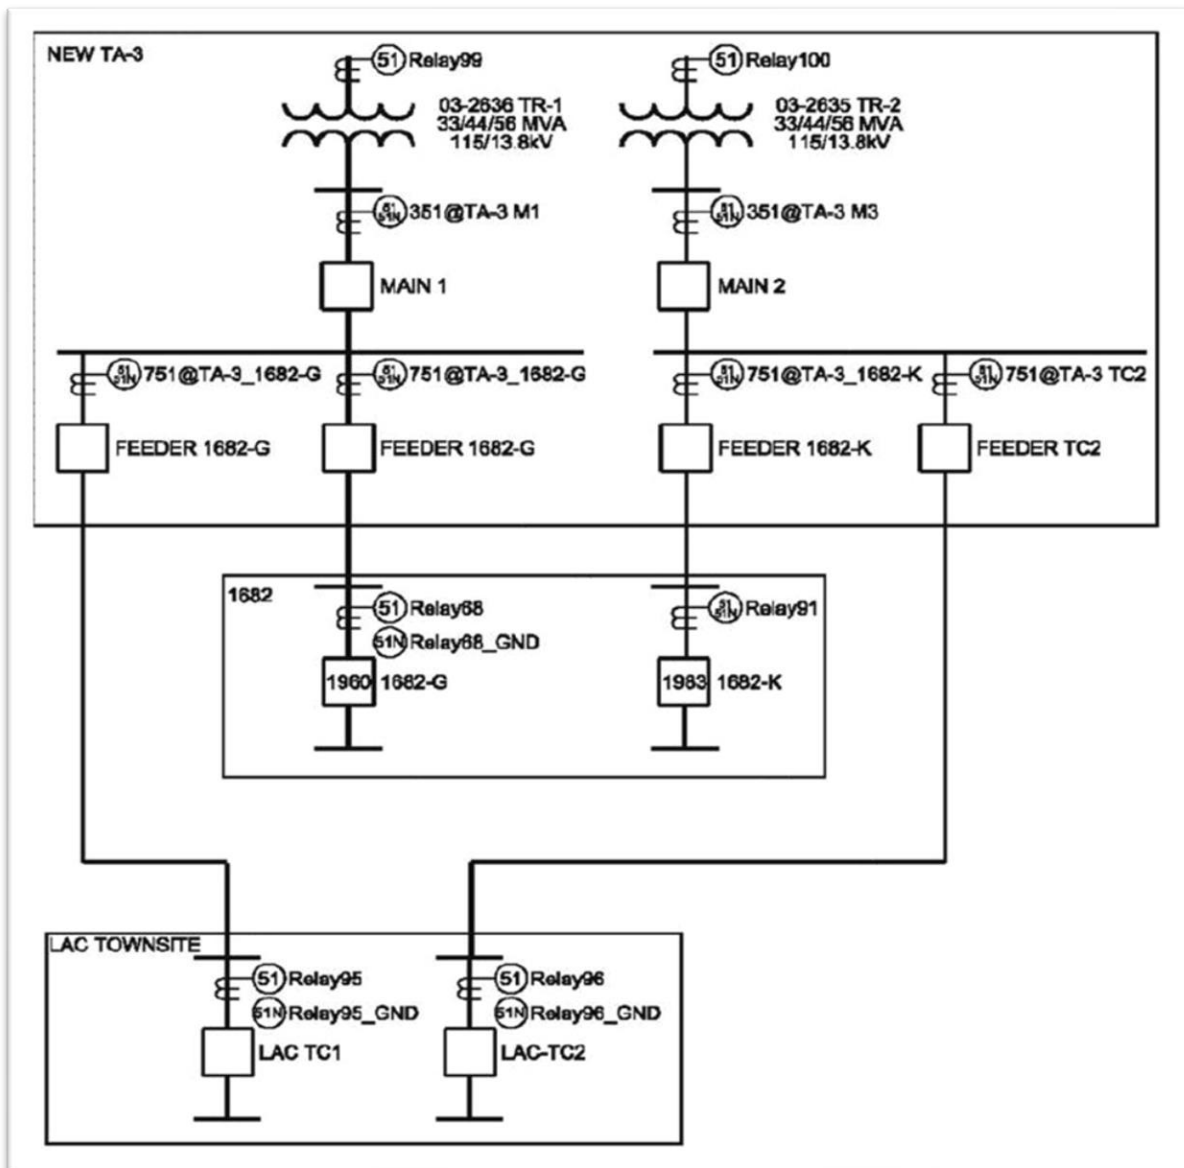 NEW TA-3
51 Relay99
51 Relay100
03-2636 TR-1
33/44/56 MVA
115/13.8kV
03-2635 TR-2
33/44/56 MVA
115/13.8kV
51
51N
351@TA-3 M1
51
51N
351@TA-3 M3
MAIN 1
MAIN 2
51
51N
751@TA-3_1682-G
51
51N
751@TA-3_1682-G
51
51N
751@TA-3_1682-K
51
51N
751@TA-3 TC2
FEEDER 1682-G
FEEDER 1682-G
FEEDER 1682-K
FEEDER TC2
1682
51 Relay68
51N Relay68_GND
51
51N
Relay91
1960 1682-G
1983 1682-K
LAC TOWNSITE
51 Relay95
51N Relay95_GND
51 Relay96
51N Relay96_GND
LAC TC1
LAC-TC2